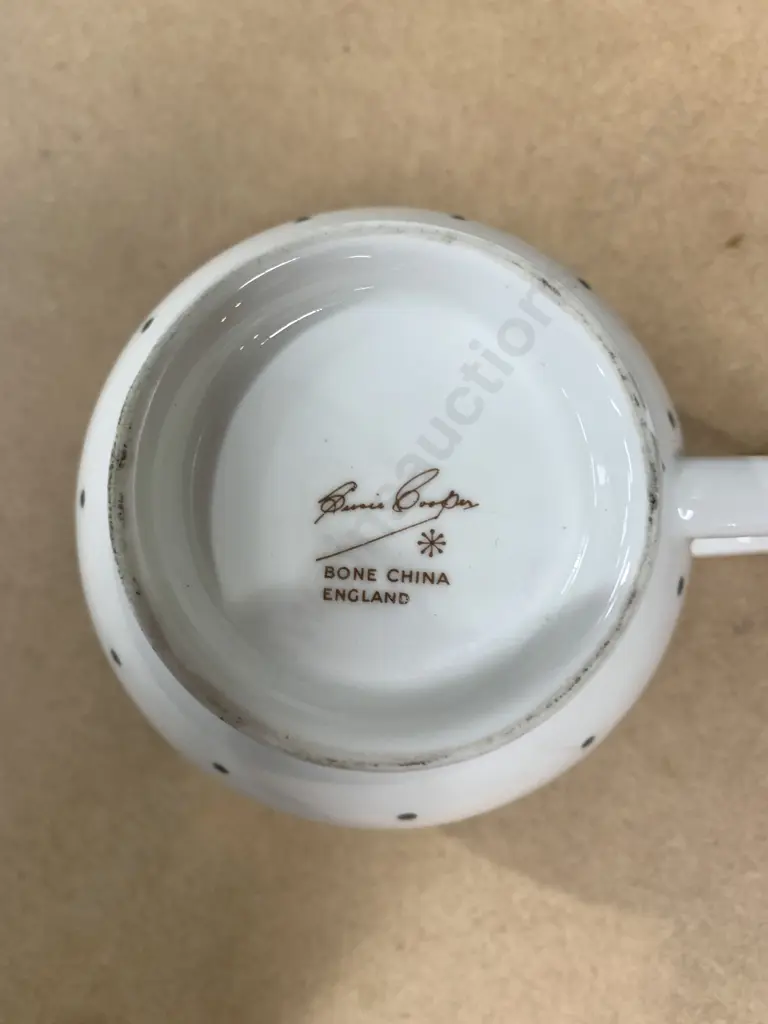 Susie Cooper
BONE CHINA
ENGLAND